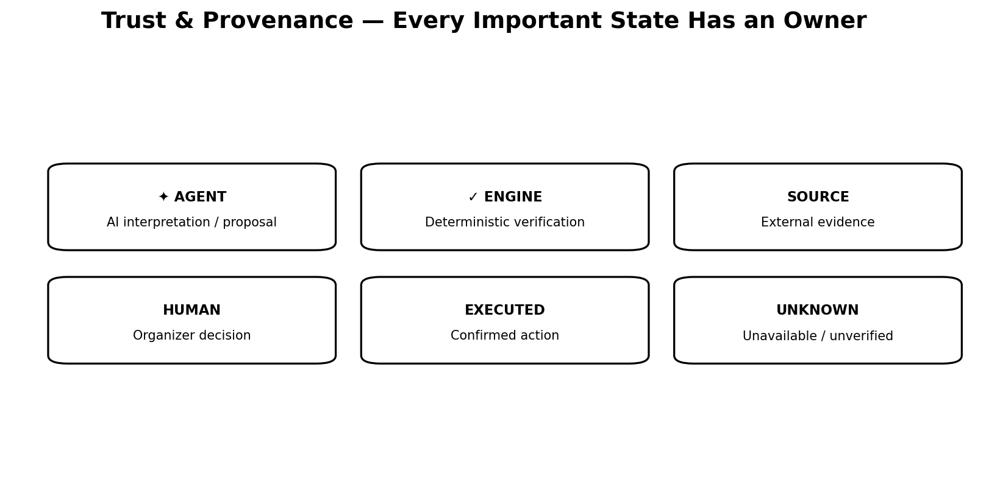 Trust & Provenance — Every Important State Has an Owner
✦ AGENT
AI interpretation / proposal
✓ ENGINE
Deterministic verification
SOURCE
External evidence
HUMAN
Organizer decision
EXECUTED
Confirmed action
UNKNOWN
Unavailable / unverified